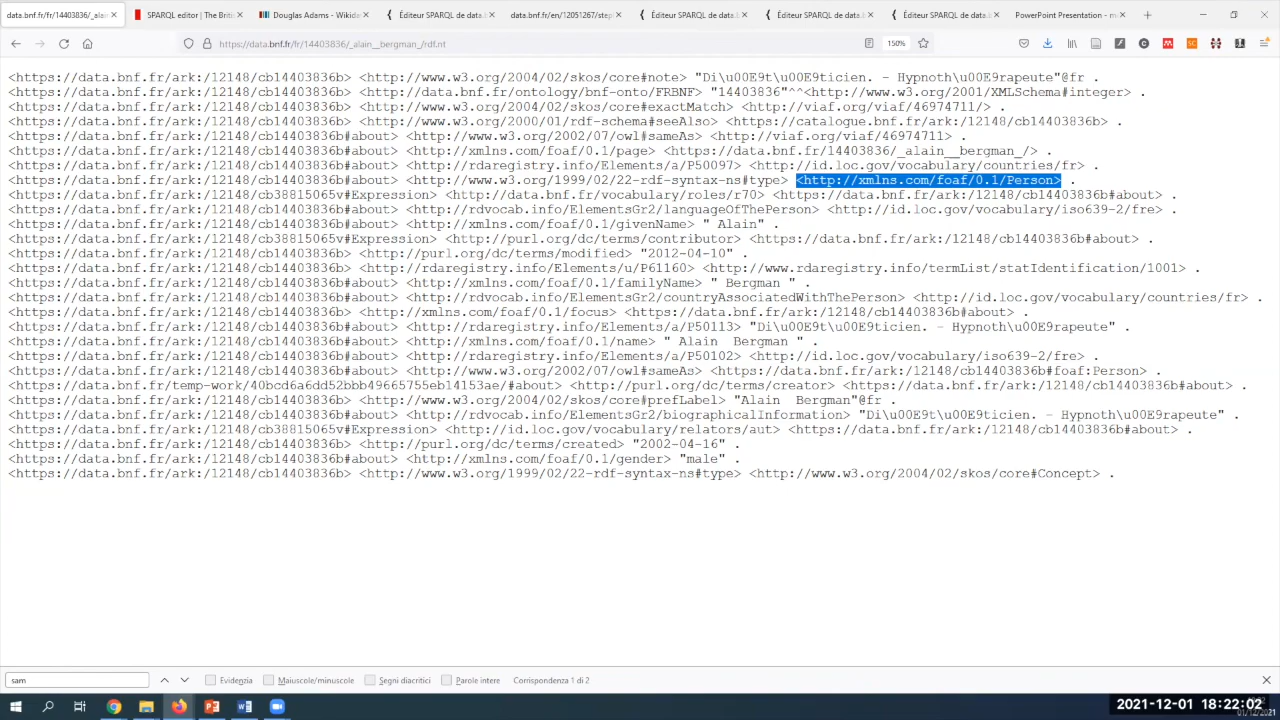 data.bnf.fr/fr/14403836/_alain
SPARQL editor | The Briti
Douglas Adams - Wikida
Éditeur SPARQL de data.b
data.bnf.fr/en/12051267/step
Éditeur SPARQL de data.b
Éditeur SPARQL de data.b
Éditeur SPARQL de data.b
PowerPoint Presentation - m
https://data.bnf.fr/fr/14403836/_alain__bergman_/rdf.nt
150%
<https://data.bnf.fr/ark:/12148/cb14403836b> <http://www.w3.org/2004/02/skos/core#note> "Di\u00E9t\u00E9ticien. - Hypnoth\u00E9rapeute"@fr .
<https://data.bnf.fr/ark:/12148/cb14403836b> <http://data.bnf.fr/ontology/bnf-onto/FRBNF> "14403836"^^<http://www.w3.org/2001/XMLSchema#integer> .
<https://data.bnf.fr/ark:/12148/cb14403836b> <http://www.w3.org/2004/02/skos/core#exactMatch> <http://viaf.org/viaf/46974711/> .
<https://data.bnf.fr/ark:/12148/cb14403836b> <http://www.w3.org/2000/01/rdf-schema#seeAlso> <https://catalogue.bnf.fr/ark:/12148/cb14403836b> .
<https://data.bnf.fr/ark:/12148/cb14403836b#about> <http://www.w3.org/2002/07/owl#sameAs> <http://viaf.org/viaf/46974711> .
<https://data.bnf.fr/ark:/12148/cb14403836b#about> <http://xmlns.com/foaf/0.1/page> <https://data.bnf.fr/14403836/_alain__bergman_/> .
<https://data.bnf.fr/ark:/12148/cb14403836b#about> <http://rdaregistry.info/Elements/a/P50097> <http://id.loc.gov/vocabulary/countries/fr> .
<https://data.bnf.fr/ark:/12148/cb14403836b#about> <http://www.w3.org/1999/02/22-rdf-syntax-ns#type> <http://xmlns.com/foaf/0.1/Person> .
<https://data.bnf.fr/ark:/12148/cb38815065v#Expression> <http://data.bnf.fr/vocabulary/roles/r70> <https://data.bnf.fr/ark:/12148/cb14403836b#about> .
<https://data.bnf.fr/ark:/12148/cb14403836b#about> <http://rdvocab.info/ElementsGr2/languageOfThePerson> <http://id.loc.gov/vocabulary/iso639-2/fre> .
<https://data.bnf.fr/ark:/12148/cb14403836b#about> <http://xmlns.com/foaf/0.1/givenName> " Alain" .
<https://data.bnf.fr/ark:/12148/cb38815065v#Expression> <http://purl.org/dc/terms/contributor> <https://data.bnf.fr/ark:/12148/cb14403836b#about> .
<https://data.bnf.fr/ark:/12148/cb14403836b> <http://purl.org/dc/terms/modified> "2012-04-10" .
<https://data.bnf.fr/ark:/12148/cb14403836b> <http://rdaregistry.info/Elements/u/P61160> <http://www.rdaregistry.info/termList/statIdentification/1001> .
<https://data.bnf.fr/ark:/12148/cb14403836b#about> <http://xmlns.com/foaf/0.1/familyName> " Bergman " .
<https://data.bnf.fr/ark:/12148/cb14403836b#about> <http://rdvocab.info/ElementsGr2/countryAssociatedWithThePerson> <http://id.loc.gov/vocabulary/countries/fr> .
<https://data.bnf.fr/ark:/12148/cb14403836b> <http://xmlns.com/foaf/0.1/focus> <https://data.bnf.fr/ark:/12148/cb14403836b#about> .
<https://data.bnf.fr/ark:/12148/cb14403836b#about> <http://rdaregistry.info/Elements/a/P50113> "Di\u00E9t\u00E9ticien. - Hypnoth\u00E9rapeute" .
<https://data.bnf.fr/ark:/12148/cb14403836b#about> <http://xmlns.com/foaf/0.1/name> " Alain  Bergman " .
<https://data.bnf.fr/ark:/12148/cb14403836b#about> <http://rdaregistry.info/Elements/a/P50102> <http://id.loc.gov/vocabulary/iso639-2/fre> .
<https://data.bnf.fr/ark:/12148/cb14403836b#about> <http://www.w3.org/2002/07/owl#sameAs> <https://data.bnf.fr/ark:/12148/cb14403836b#foaf:Person> .
<https://data.bnf.fr/temp-work/40bcd6a6dd52bbb49665755eb14153ae/#about> <http://purl.org/dc/terms/creator> <https://data.bnf.fr/ark:/12148/cb14403836b#about> .
<https://data.bnf.fr/ark:/12148/cb14403836b> <http://www.w3.org/2004/02/skos/core#prefLabel> "Alain  Bergman"@fr .
<https://data.bnf.fr/ark:/12148/cb14403836b#about> <http://rdvocab.info/ElementsGr2/biographicalInformation> "Di\u00E9t\u00E9ticien. - Hypnoth\u00E9rapeute" .
<https://data.bnf.fr/ark:/12148/cb38815065v#Expression> <http://id.loc.gov/vocabulary/relators/aut> <https://data.bnf.fr/ark:/12148/cb14403836b#about> .
<https://data.bnf.fr/ark:/12148/cb14403836b> <http://purl.org/dc/terms/created> "2002-04-16" .
<https://data.bnf.fr/ark:/12148/cb14403836b#about> <http://xmlns.com/foaf/0.1/gender> "male" .
<https://data.bnf.fr/ark:/12148/cb14403836b> <http://www.w3.org/1999/02/22-rdf-syntax-ns#type> <http://www.w3.org/2004/02/skos/core#Concept> .
sam
Evidenzia
Maiuscole/minuscole
Segni diacritici
Parole intere
Corrispondenza 1 di 2
2021-12-01 18:22:02
01/12/2021